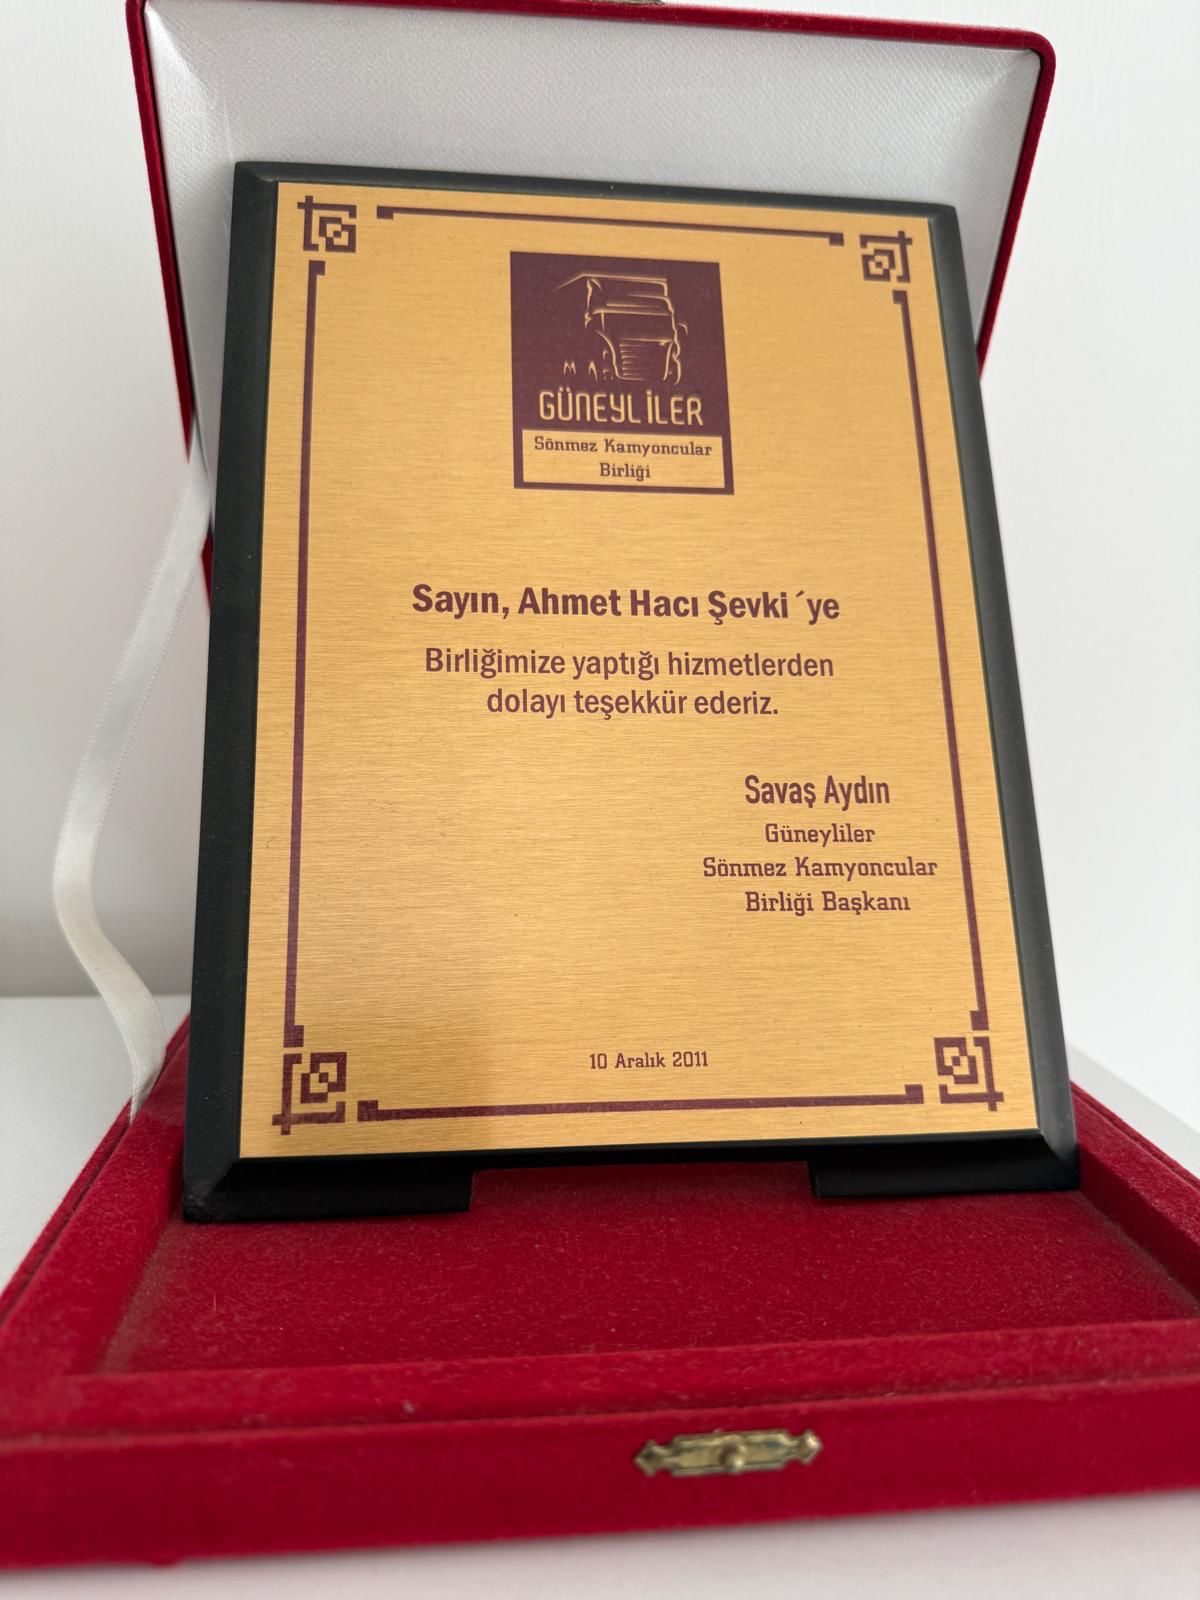 GÜNEYLİLER
Sönmez Kamyoncular
Birliği
Sayın, Ahmet Hacı Şevki ´ye
Birliğimize yaptığı hizmetlerden
dolayı teşekkür ederiz.
Savaş Aydın
Güneyliler
Sönmez Kamyoncular
Birliği Başkanı
10 Aralık 2011